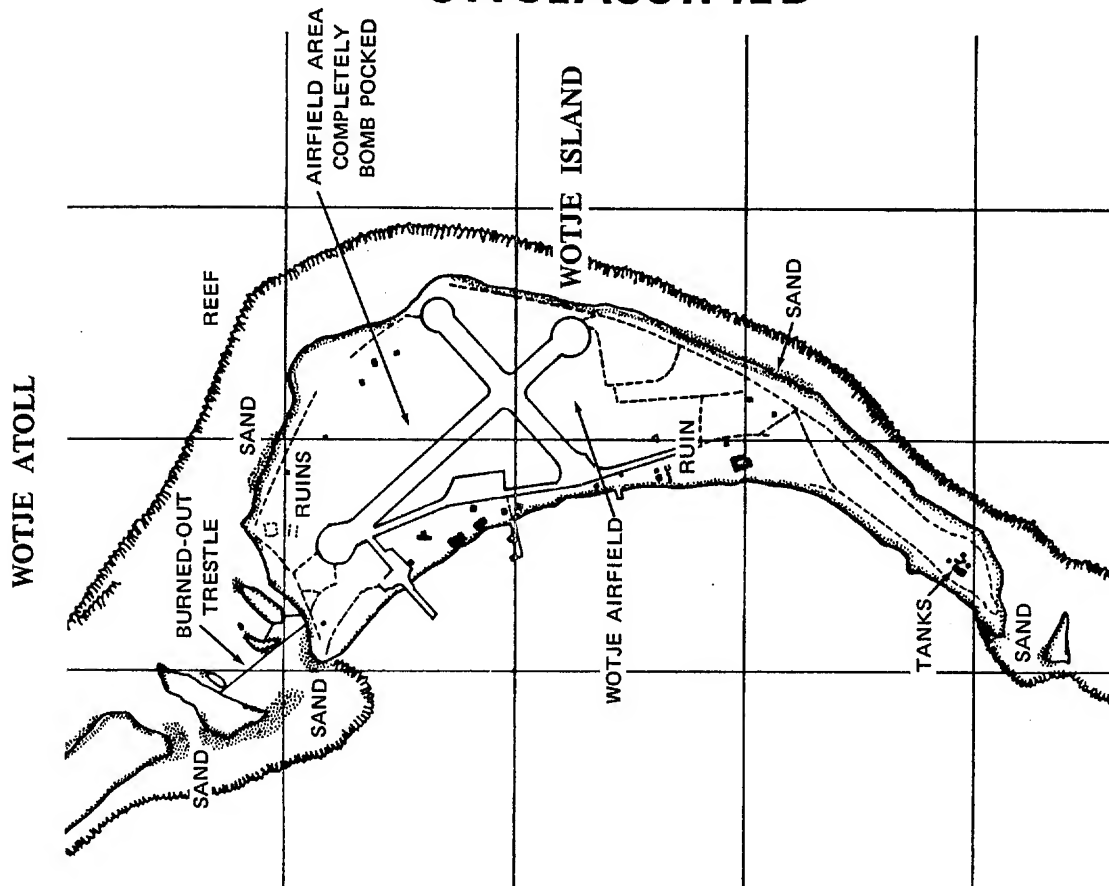 WOTJE ATOLL
REEF
AIRFIELD AREA
COMPLETELY
BOMB POCKED
WOTJE ISLAND
SAND
RUINS
BURNED-OUT
TRESTLE
SAND
SAND
SAND
RUIN
WOTJE AIRFIELD
TANKS
SAND